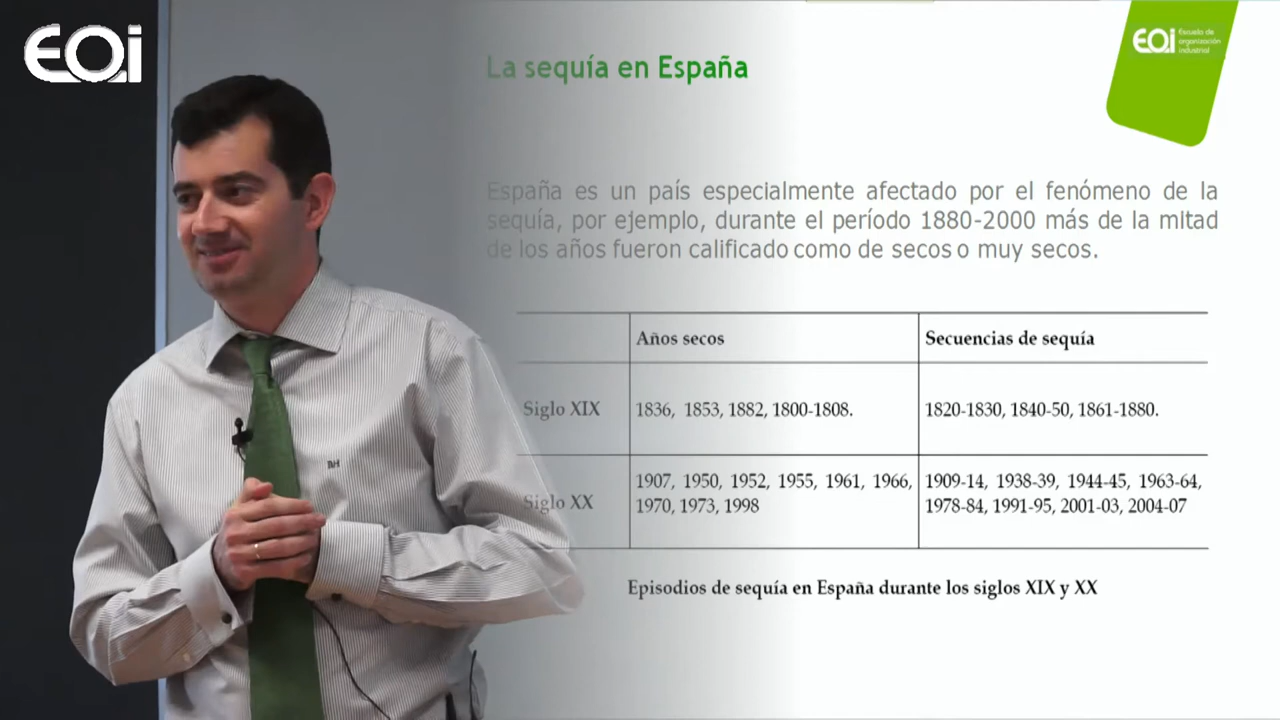 EOi
EOi Escuela de
organización
industrial
La sequía en España
España es un país especialmente afectado por el fenómeno de la
sequía, por ejemplo, durante el período 1880-2000 más de la mitad
de los años fueron calificado como de secos o muy secos.
Años secos
Secuencias de sequía
Siglo XIX
1836, 1853, 1882, 1800-1808.
1820-1830, 1840-50, 1861-1880.
Siglo XX
1907, 1950, 1952, 1955, 1961, 1966,
1970, 1973, 1998
1909-14, 1938-39, 1944-45, 1963-64,
1978-84, 1991-95, 2001-03, 2004-07
Episodios de sequía en España durante los siglos XIX y XX